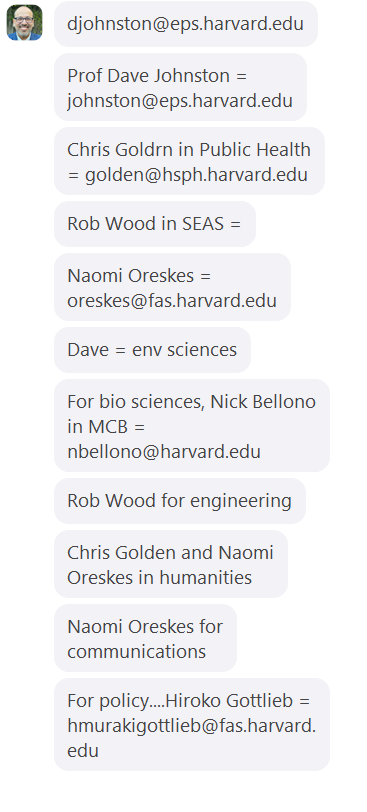 djohnston@eps.harvard.edu
Prof Dave Johnston =
johnston@eps.harvard.edu
Chris Goldrn in Public Health
= golden@hsph.harvard.edu
Rob Wood in SEAS =
Naomi Oreskes =
oreskes@fas.harvard.edu
Dave = env sciences
For bio sciences, Nick Bellono
in MCB =
nbellono@harvard.edu
Rob Wood for engineering
Chris Golden and Naomi
Oreskes in humanities
Naomi Oreskes for
communications
For policy....Hiroko Gottlieb =
hmurakigottlieb@fas.harvard.
edu